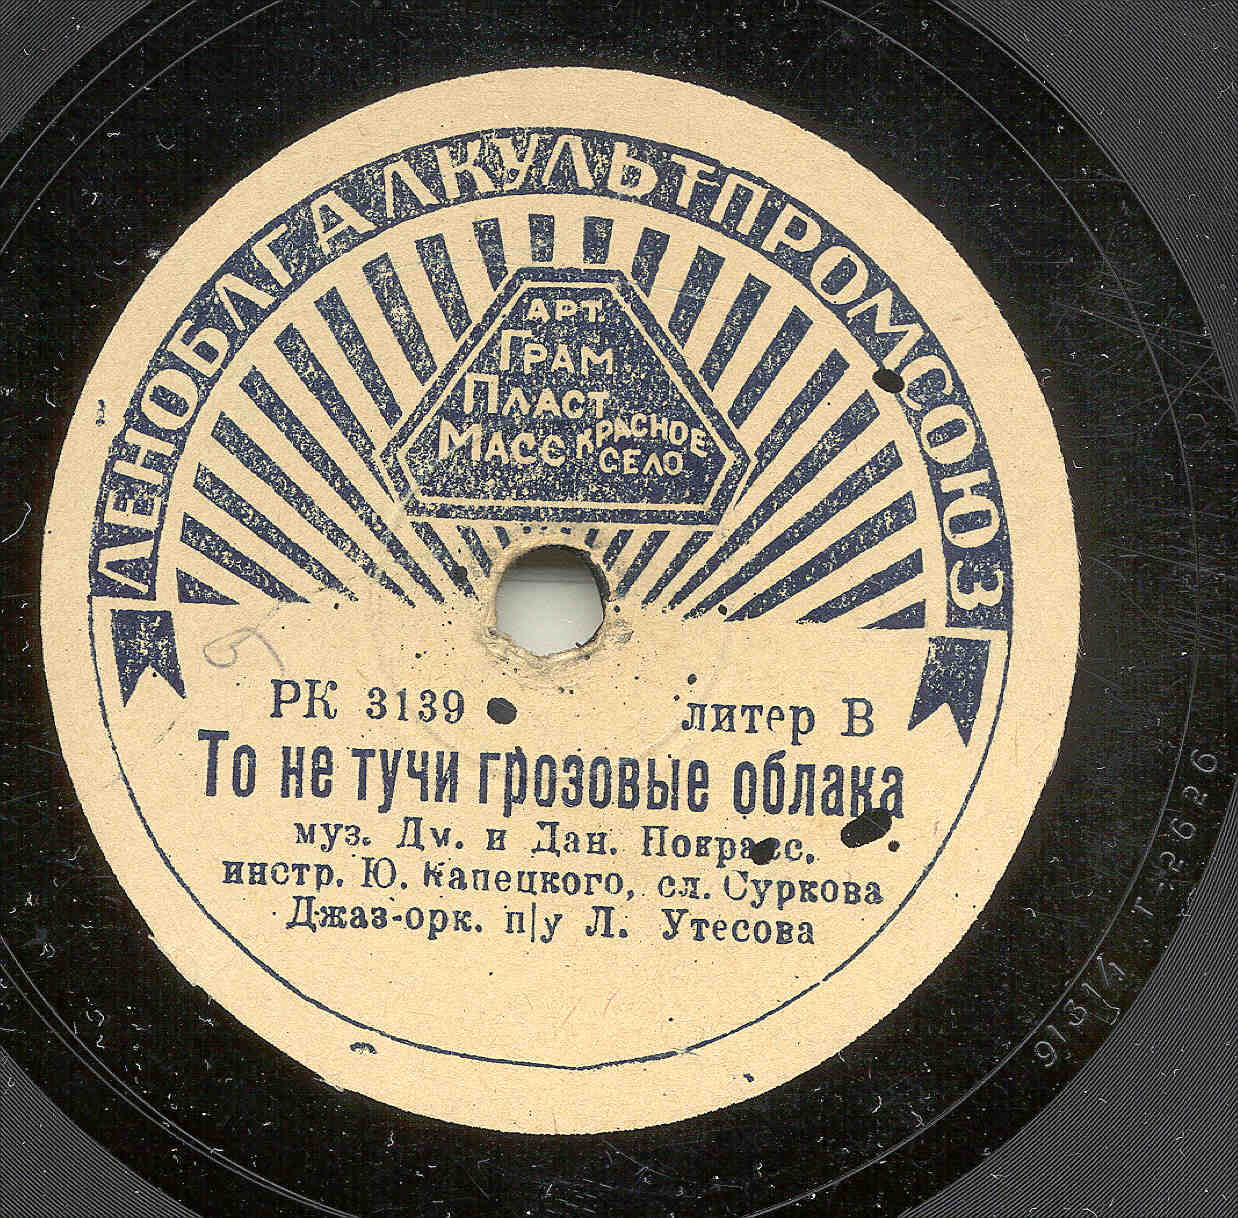 ЛЕНОБЛГАЛКУЛЬТПРОМСОЮЗ
АРТ.
ГРАМ
ПЛАСТ
МАСС КРАСНОЕ
СЕЛО
РК 3139 литер В
То не тучи грозовые облака
муз. Дм. и Дан. Покрасс.
инстр. Ю. Капецкого, сл. Суркова
Джаз-орк. п/у Л. Утесова